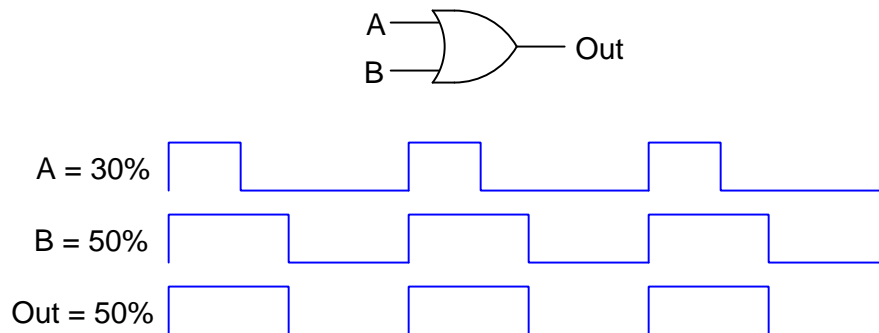 A
Out
B
A = 30%
B = 50%
Out = 50%